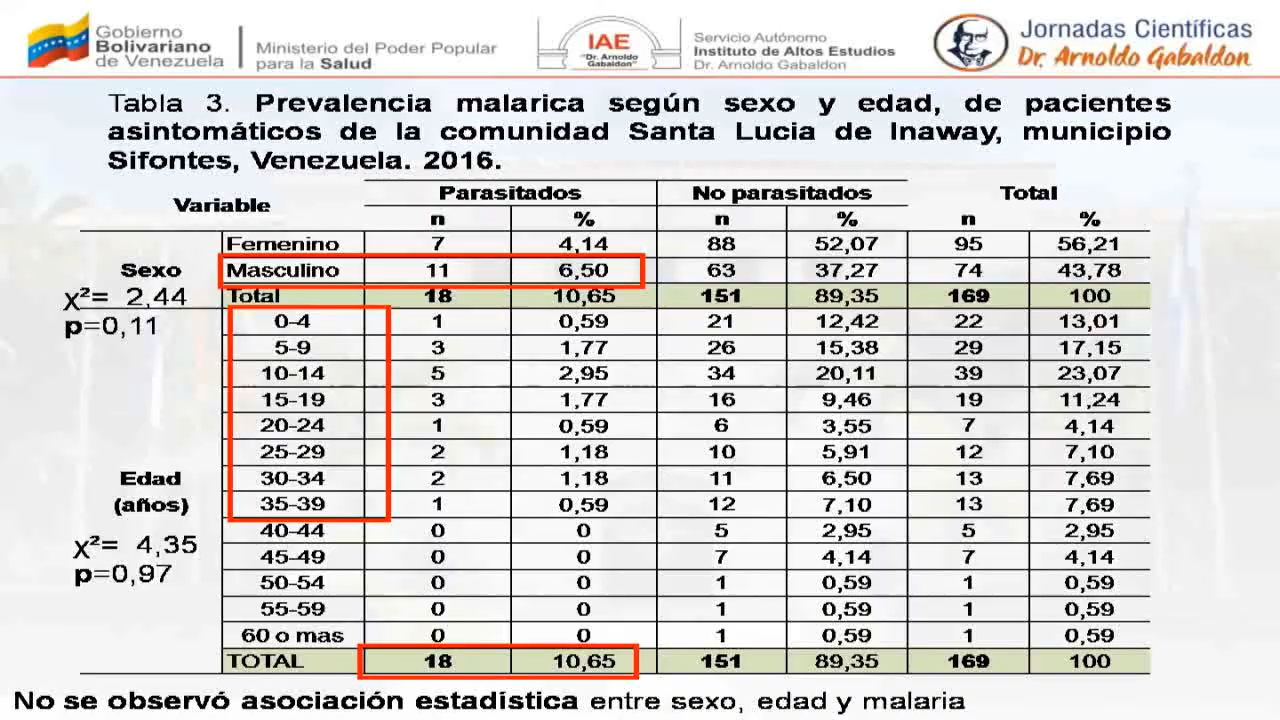 Gobierno
Bolivariano
de Venezuela
Ministerio del Poder Popular
para la Salud
IAE
"Dr. Arnoldo
Gabaldon"
Servicio Autónomo
Instituto de Altos Estudios
Dr. Arnoldo Gabaldon
Jornadas Científicas
Dr. Arnoldo Gabaldon
Tabla 3. Prevalencia malarica según sexo y edad, de pacientes
asintomáticos de la comunidad Santa Lucia de Inaway, municipio
Sifontes, Venezuela. 2016.
Variable Parasitados No parasitados Total
n % n % n %
Femenino 7 4,14 88 52,07 95 56,21
Sexo Masculino 11 6,50 63 37,27 74 43,78
χ²= 2,44 Total 18 10,65 151 89,35 169 100
p=0,11 0-4 1 0,59 21 12,42 22 13,01
5-9 3 1,77 26 15,38 29 17,15
10-14 5 2,95 34 20,11 39 23,07
15-19 3 1,77 16 9,46 19 11,24
20-24 1 0,59 6 3,55 7 4,14
25-29 2 1,18 10 5,91 12 7,10
Edad 30-34 2 1,18 11 6,50 13 7,69
(años) 35-39 1 0,59 12 7,10 13 7,69
40-44 0 0 5 2,95 5 2,95
χ²= 4,35 45-49 0 0 7 4,14 7 4,14
p=0,97 50-54 0 0 1 0,59 1 0,59
55-59 0 0 1 0,59 1 0,59
60 o mas 0 0 1 0,59 1 0,59
TOTAL 18 10,65 151 89,35 169 100
No se observó asociación estadística entre sexo, edad y malaria